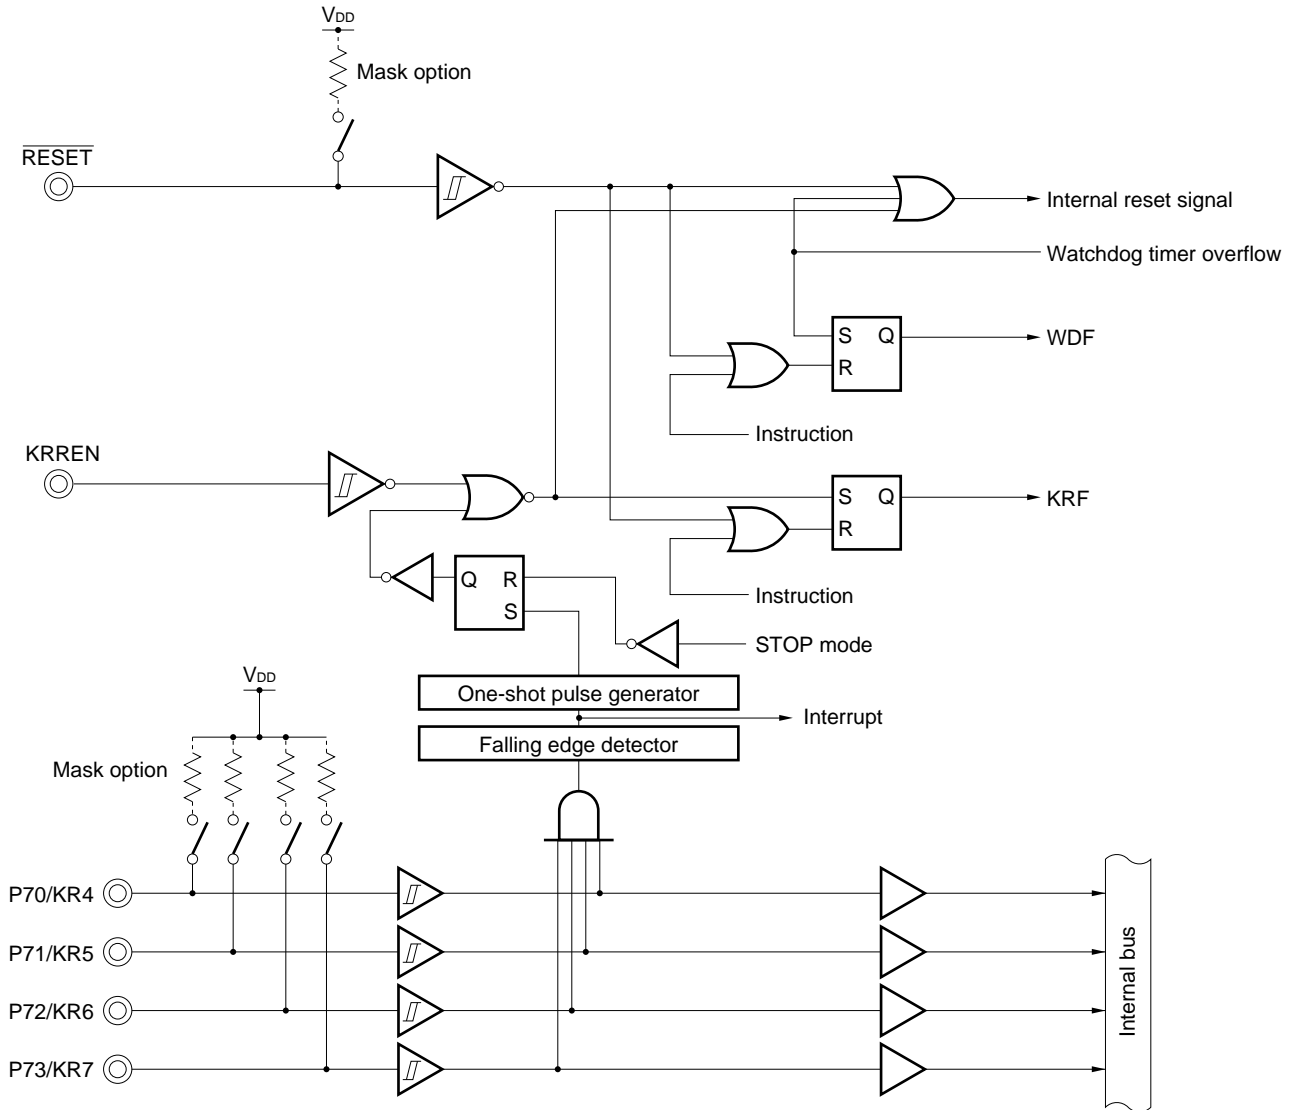 VDD
Mask option
RESET
Internal reset signal
Watchdog timer overflow
S Q
R
WDF
Instruction
KRREN
S Q
R
KRF
Q R
S
Instruction
STOP mode
VDD
One-shot pulse generator
Interrupt
Falling edge detector
Mask option
P70/KR4
P71/KR5
P72/KR6
P73/KR7
Internal bus